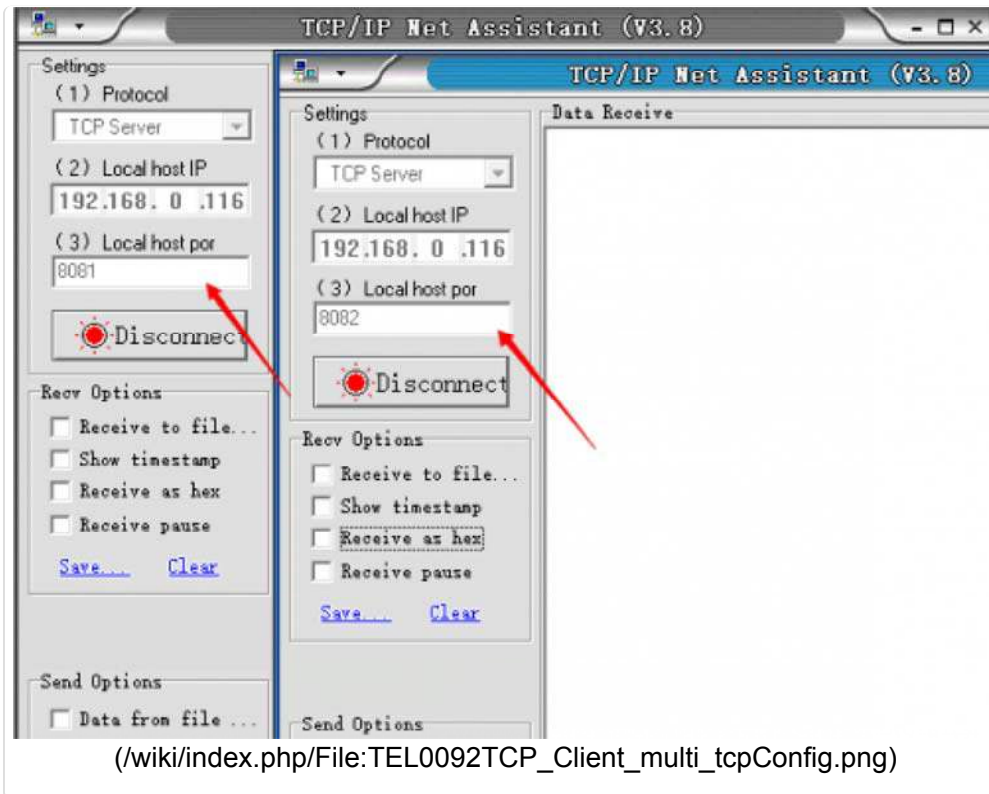 TCP/IP Net Assistant (V3.8)
Settings
(1) Protocol
TCP Server
(2) Local host IP
192.168. 0 .116
(3) Local host por
8081
Disconnect
Recv Options
Receive to file...
Show timestamp
Receive as hex
Receive pause
Save... Clear
Send Options
Data from file ...
TCP/IP Net Assistant (V3.8)
Settings
(1) Protocol
TCP Server
(2) Local host IP
192.168. 0 .116
(3) Local host por
8082
Disconnect
Recv Options
Receive to file...
Show timestamp
Receive as hex
Receive pause
Save... Clear
Send Options
Data Receive
(/wiki/index.php/File:TEL0092TCP_Client_multi_tcpConfig.png)